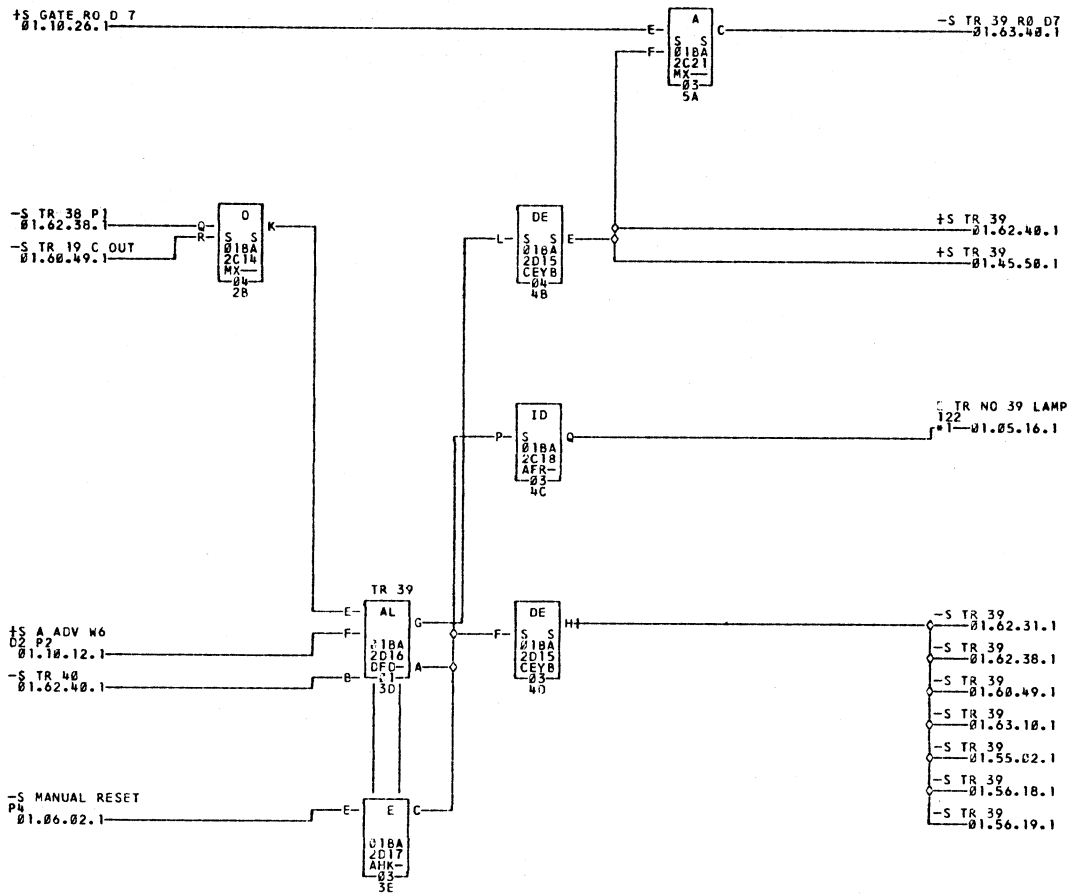 +S GATE RO D 7
01.10.26.1
E
F
A
S S
01BA
2C21
MX—
03
5A
C
-S TR 39 RØ D7
01.63.40.1
-S TR 38 P1
01.62.38.1
-S TR 19 C OUT
01.60.49.1
Q
R
O
S S
01BA
2C14
MX—
04
2B
K
L
DE
S S
01BA
2D15
CEYB
04
4B
E
+S TR 39
01.62.40.1
+S TR 39
01.45.50.1
P
ID
S
01BA
2C18
AFR-
03
4C
Q
TR NO 39 LAMP
122
*1 01.05.16.1
TR 39
+S A ADV W6
D2 P2
01.10.12.1
-S TR 40
01.62.40.1
E
F
B
AL
01BA
2D16
DFD-
01
3D
G
A
F
DE
S S
01BA
2D15
CEYB
03
4D
H
-S TR 39
01.62.31.1
-S TR 39
01.62.38.1
-S TR 39
01.60.49.1
-S TR 39
01.63.10.1
-S TR 39
01.55.02.1
-S TR 39
01.56.18.1
-S TR 39
01.56.19.1
-S MANUAL RESET
P4
01.06.02.1
E
E
01BA
2D17
AHK-
03
3E
C